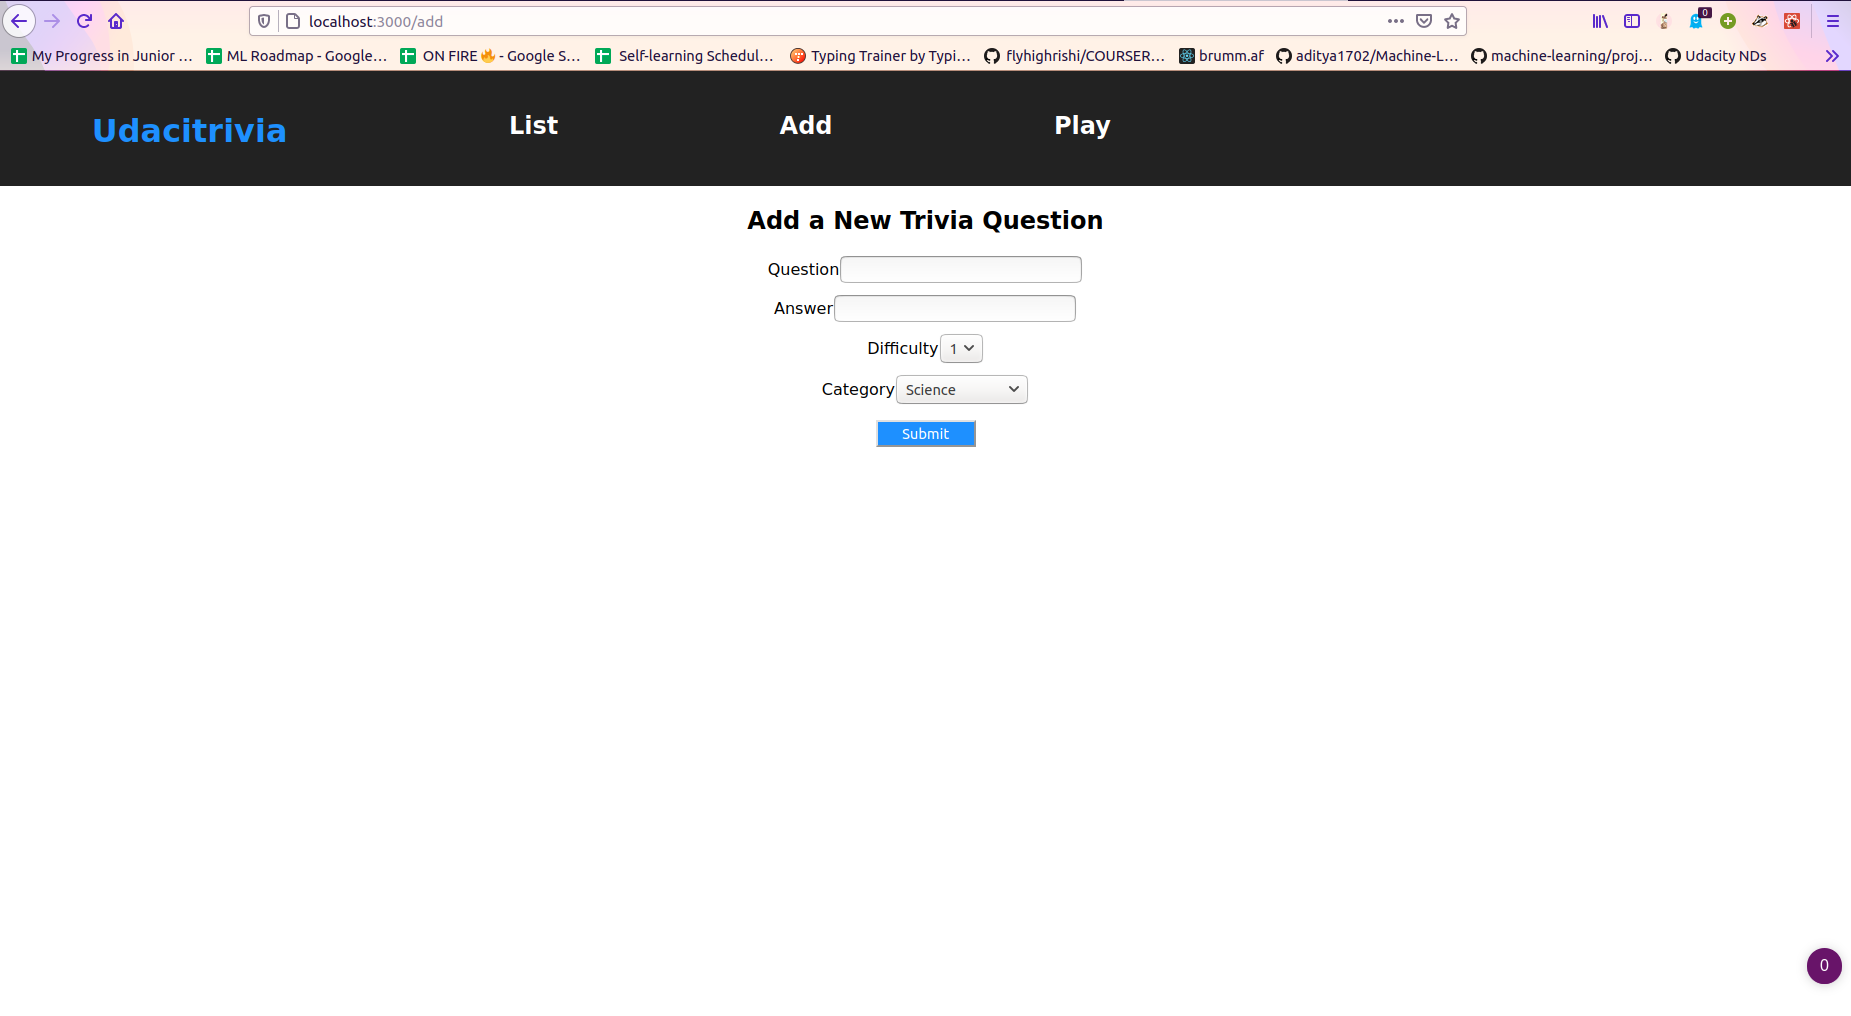 localhost:3000/add
0
My Progress in Junior ... ML Roadmap - Google... ON FIRE🔥 - Google S... Self-learning Schedul... Typing Trainer by Typi... flyhighrishi/COURSER... brumm.af aditya1702/Machine-L... machine-learning/proj... Udacity NDs
Udacitrivia List Add Play
Add a New Trivia Question
Question
Answer
Difficulty 1
Category Science
Submit
0